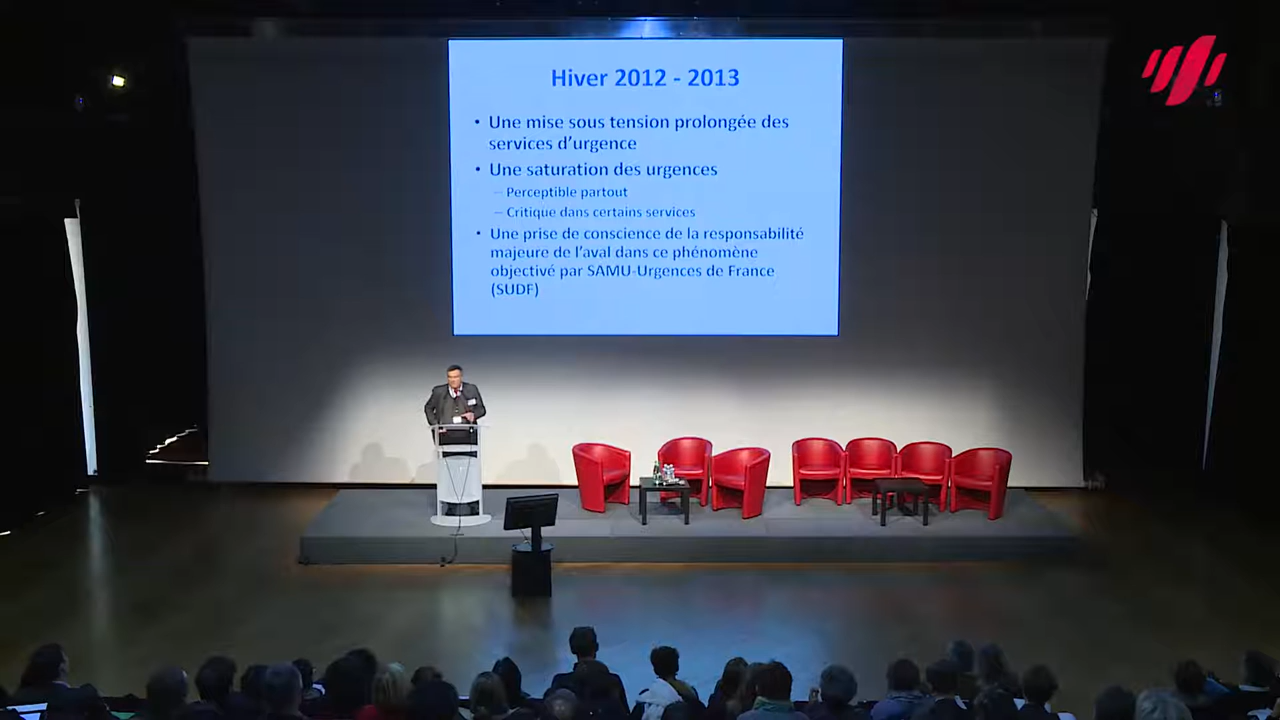 Hiver 2012 - 2013
• Une mise sous tension prolongée des
services d'urgence
• Une saturation des urgences
– Perceptible partout
– Critique dans certains services
• Une prise de conscience de la responsabilité
majeure de l'aval dans ce phénomène
objectivé par SAMU-Urgences de France
(SUDF)